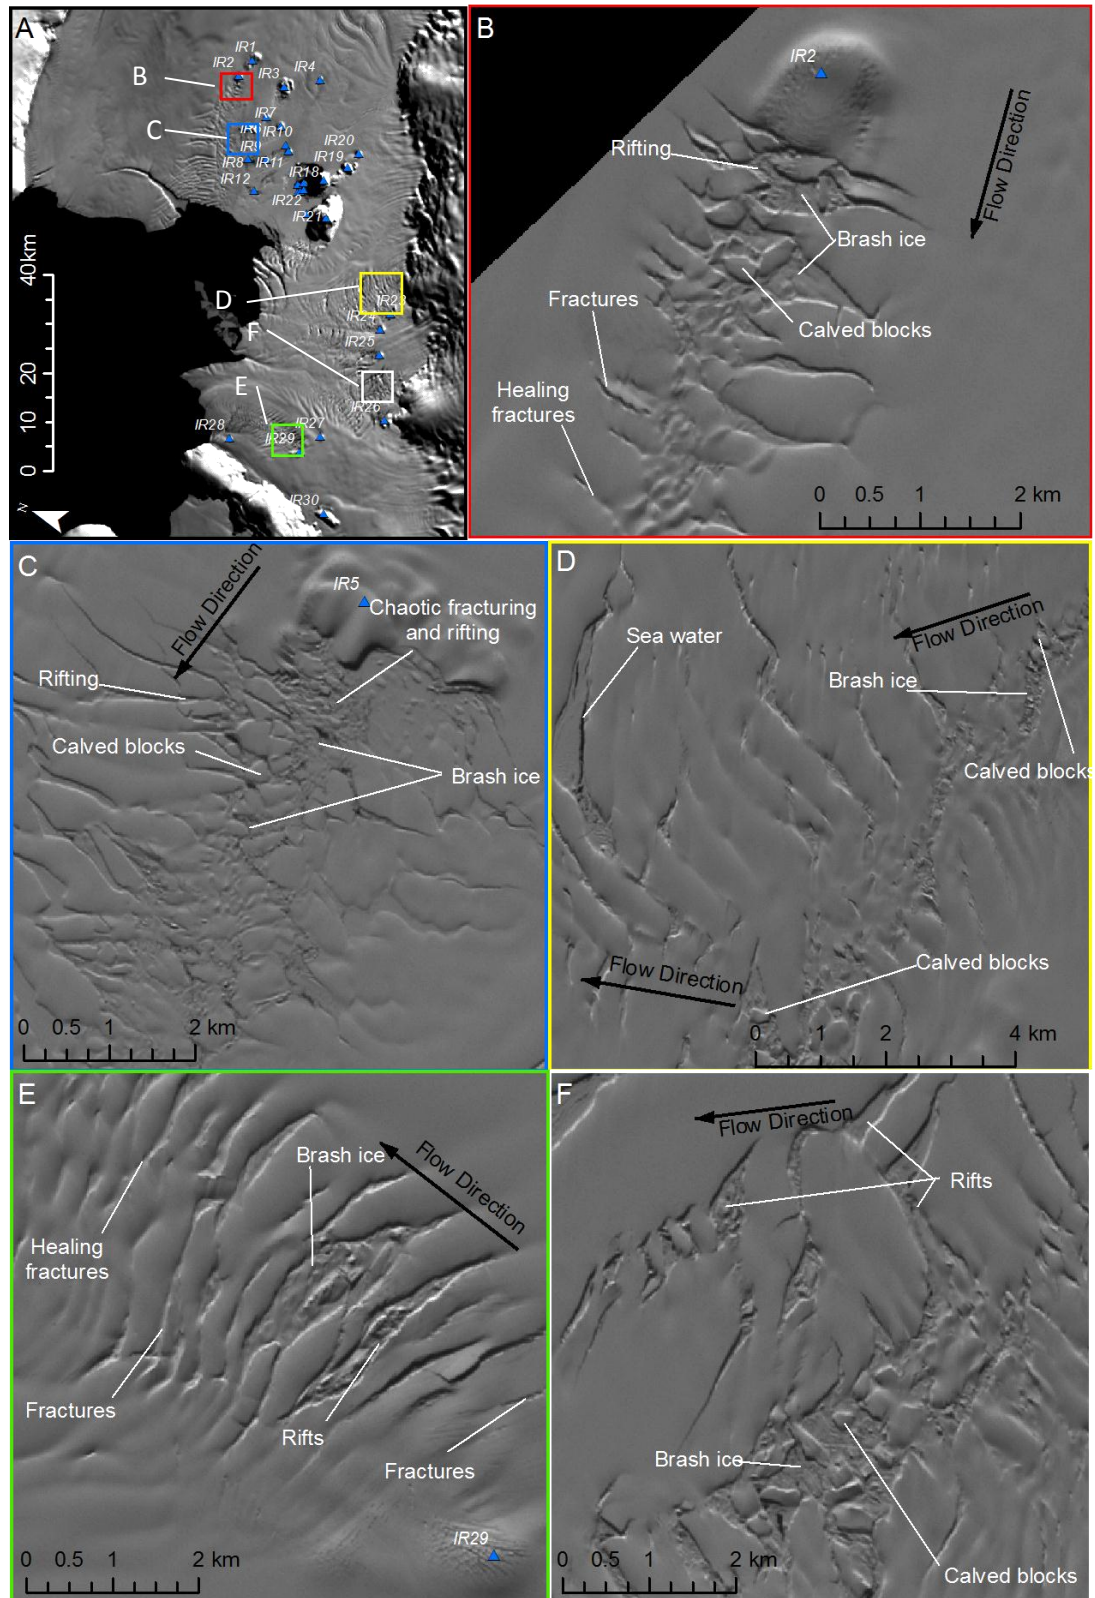 A
IR1
IR2
IR3
IR4
B
IR7
C
IR6
IR10
IR9
IR20
IR8
IR11
IR19
IR12
IR18
IR22
IR21
40km
20
10
0
D
IR23
IR24
F
IR25
E
IR26
IR27
IR28
IR29
IR30
N
B
IR2
Rifting
Flow Direction
Brash ice
Fractures
Calved blocks
Healing
fractures
0 0.5 1 2 km
C
IR5
Flow Direction
Chaotic fracturing
and rifting
Rifting
Calved blocks
Brash ice
0 0.5 1 2 km
D
Sea water
Flow Direction
Brash ice
Calved blocks
Calved blocks
Flow Direction
0 1 2 4 km
E
Brash ice
Flow Direction
Healing
fractures
Fractures
Rifts
Fractures
IR29
0 0.5 1 2 km
F
Flow Direction
Rifts
Brash ice
Calved blocks
0 0.5 1 2 km